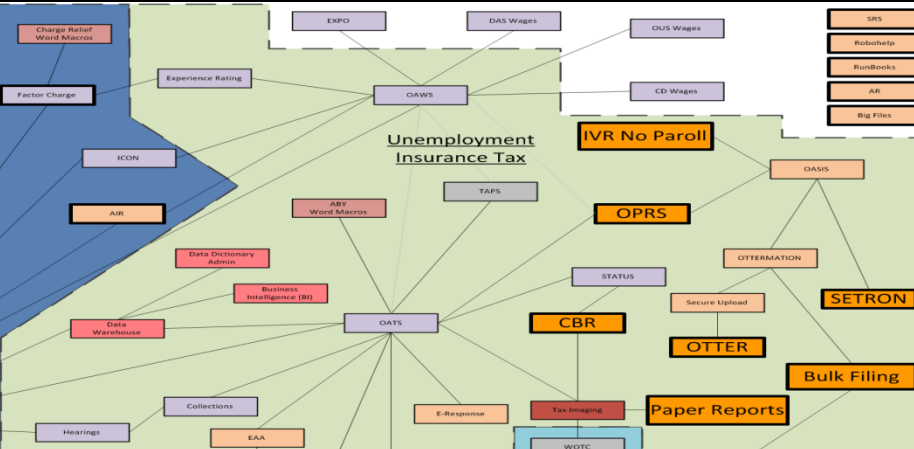 EXPO
DAS Wages
SRS
Charge Relief
Word Macros
OUS Wages
Robohelp
Experience Rating
RunBooks
Factor Charge
OAWS
CD Wages
AR
Big Files
Unemployment
Insurance Tax
IVR No Paroll
ICON
OASIS
TAPS
ABY
Word Macros
AIR
OPRS
Data Dictionary
Admin
OTTERMATION
STATUS
Business
Intelligence (BI)
Secure Upload
SETRON
Data
Warehouse
OATS
CBR
OTTER
Bulk Filing
Collections
E-Response
Tax Imaging
Paper Reports
Hearings
EAA
WOTC